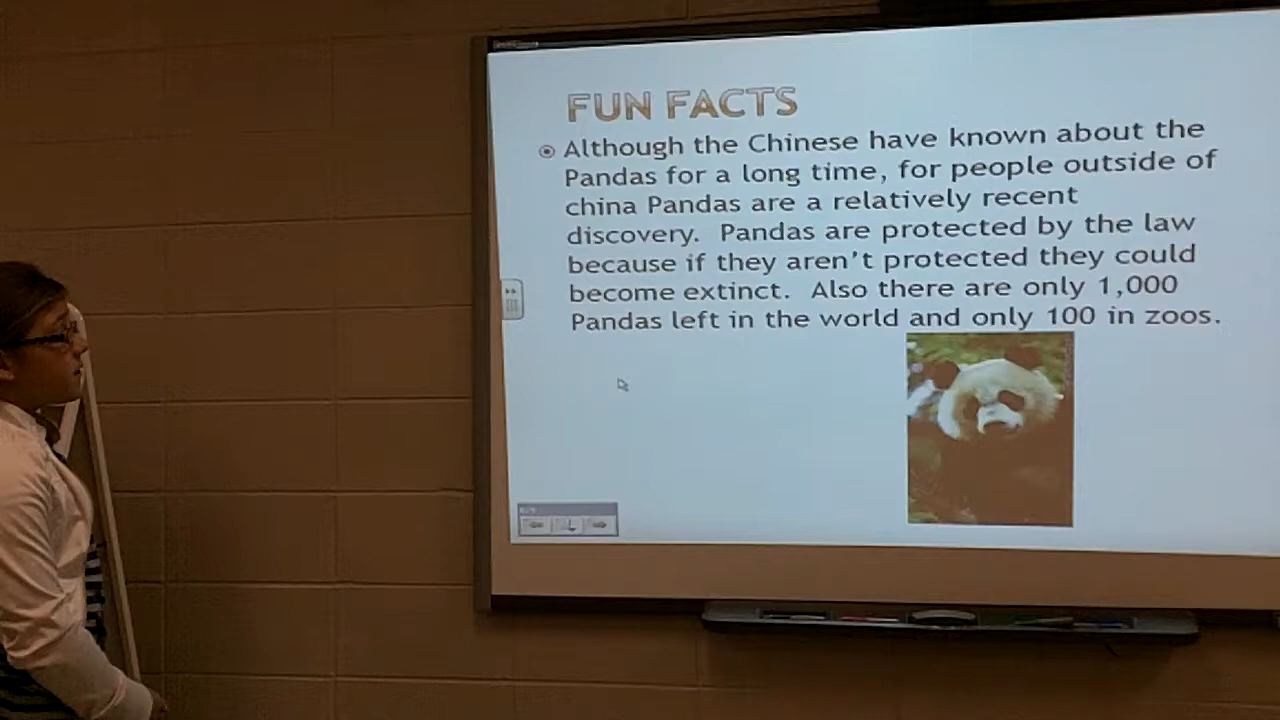 FUN FACTS
Although the Chinese have known about the
Pandas for a long time, for people outside of
china Pandas are a relatively recent
discovery.  Pandas are protected by the law
because if they aren't protected they could
become extinct.  Also there are only 1,000
Pandas left in the world and only 100 in zoos.